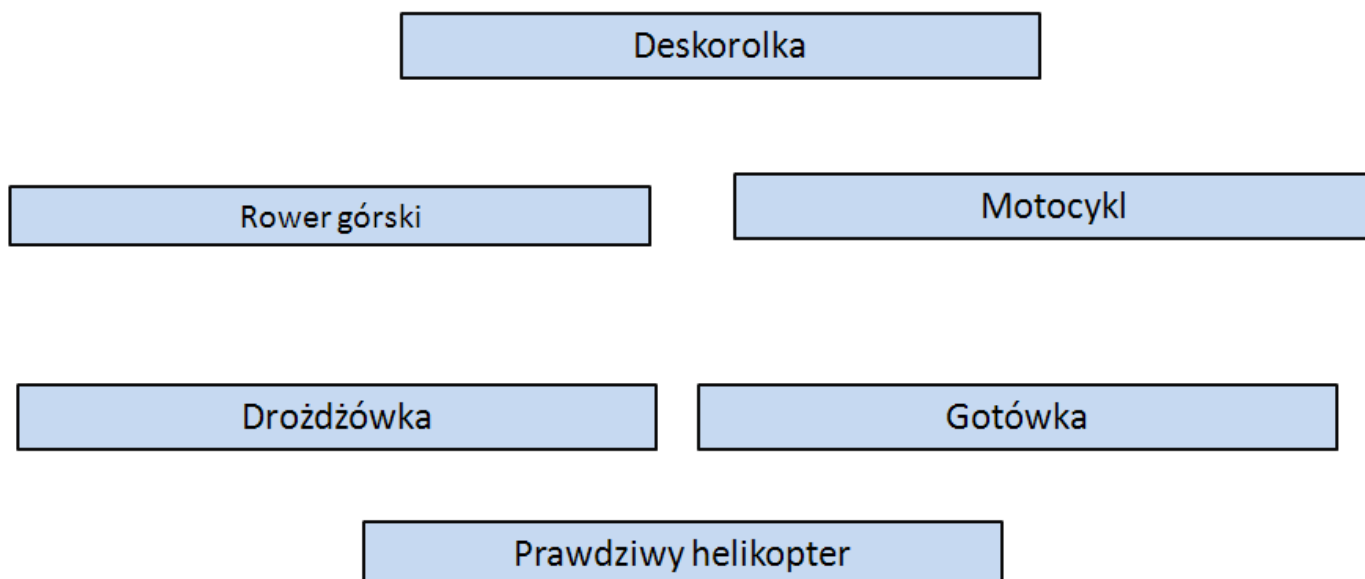 Deskorolka
Rower górski
Motocykl
Drożdżówka
Gotówka
Prawdziwy helikopter